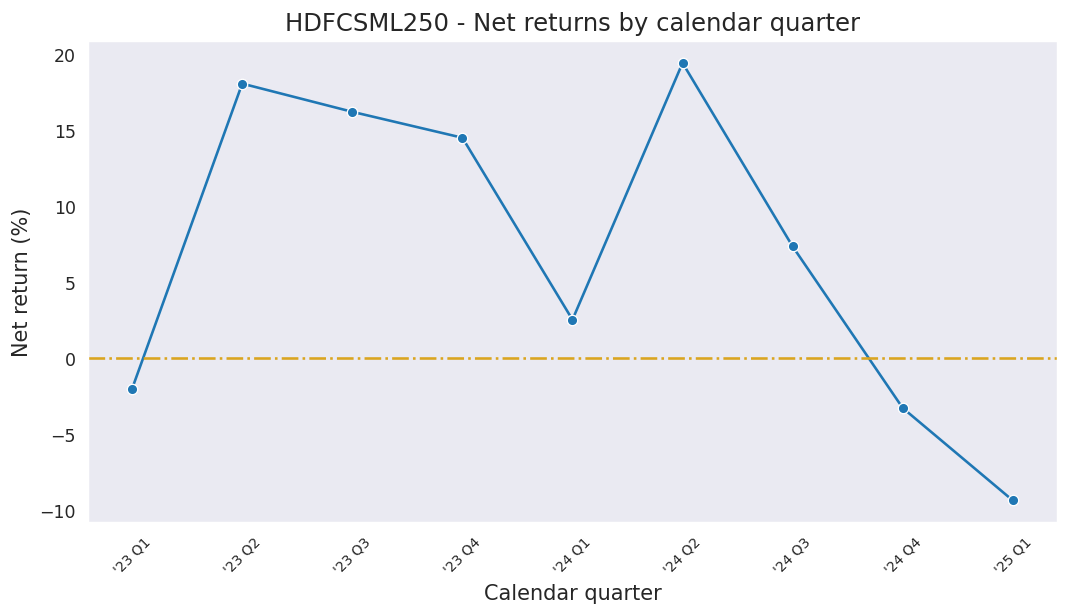 HDFCSML250 - Net returns by calendar quarter
Net return (%)
20
15
10
5
0
−5
−10
'23 Q1
'23 Q2
'23 Q3
'23 Q4
'24 Q1
'24 Q2
'24 Q3
'24 Q4
'25 Q1
Calendar quarter